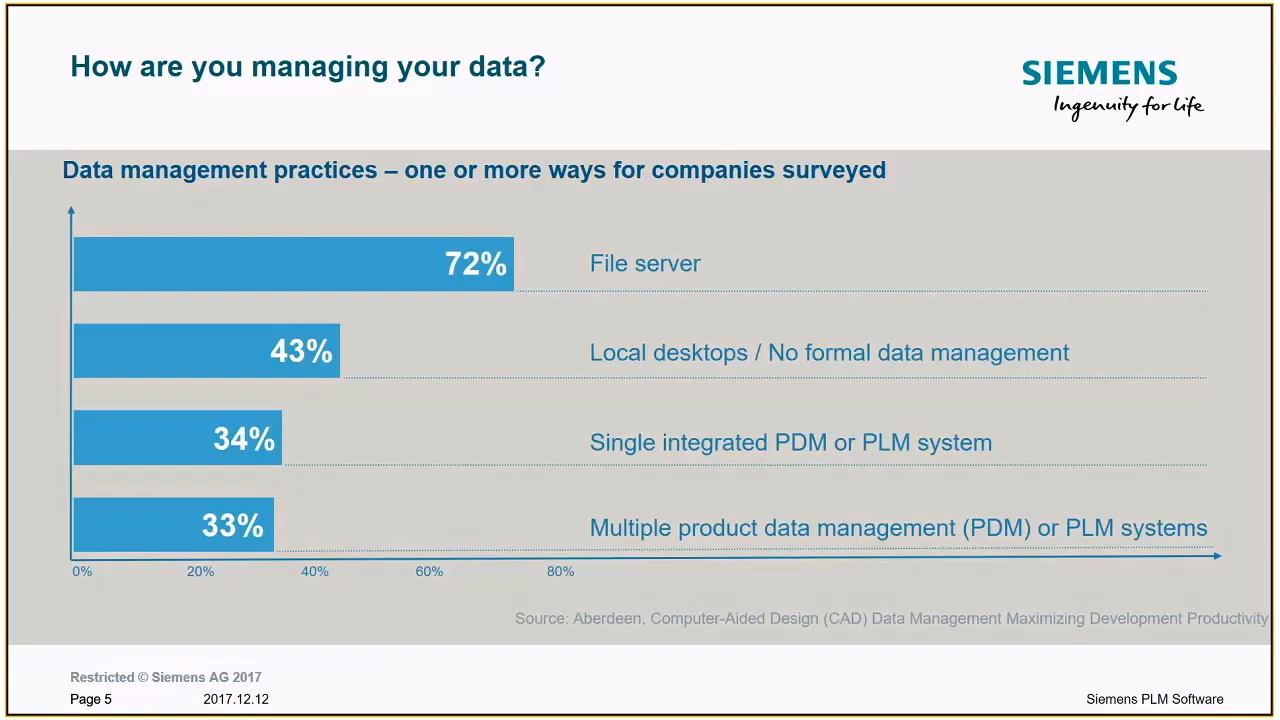 How are you managing your data?
SIEMENS
Ingenuity for life
Data management practices – one or more ways for companies surveyed
72% File server
43% Local desktops / No formal data management
34% Single integrated PDM or PLM system
33% Multiple product data management (PDM) or PLM systems
0% 20% 40% 60% 80%
Source: Aberdeen, Computer-Aided Design (CAD) Data Management Maximizing Development Productivity
Restricted © Siemens AG 2017
Page 5 2017.12.12 Siemens PLM Software